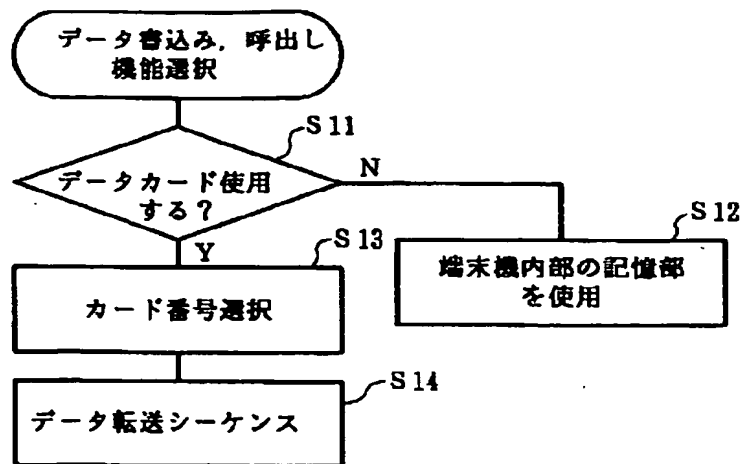 データ書込み，呼出し
機能選択
S11
データカード使用
する？
N
Y
S12
端末機内部の記憶部
を使用
S13
カード番号選択
S14
データ転送シーケンス